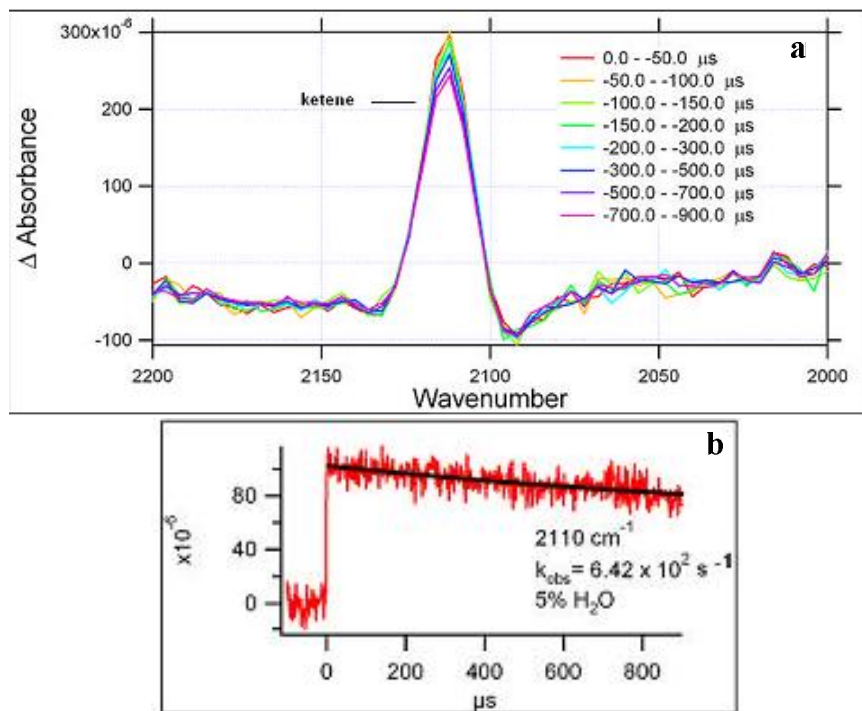 300x10-6
a
0.0 - -50.0 μs
-50.0 - -100.0 μs
-100.0 - -150.0 μs
-150.0 - -200.0 μs
-200.0 - -300.0 μs
-300.0 - -500.0 μs
-500.0 - -700.0 μs
-700.0 - -900.0 μs
ketene
200
100
0
-100
Δ Absorbance
2200
2150
2100
2050
2000
Wavenumber
b
80
40
0
x10-6
2110 cm-1
kobs= 6.42 x 102 s -1
5% H2O
0
200
400
600
800
μs